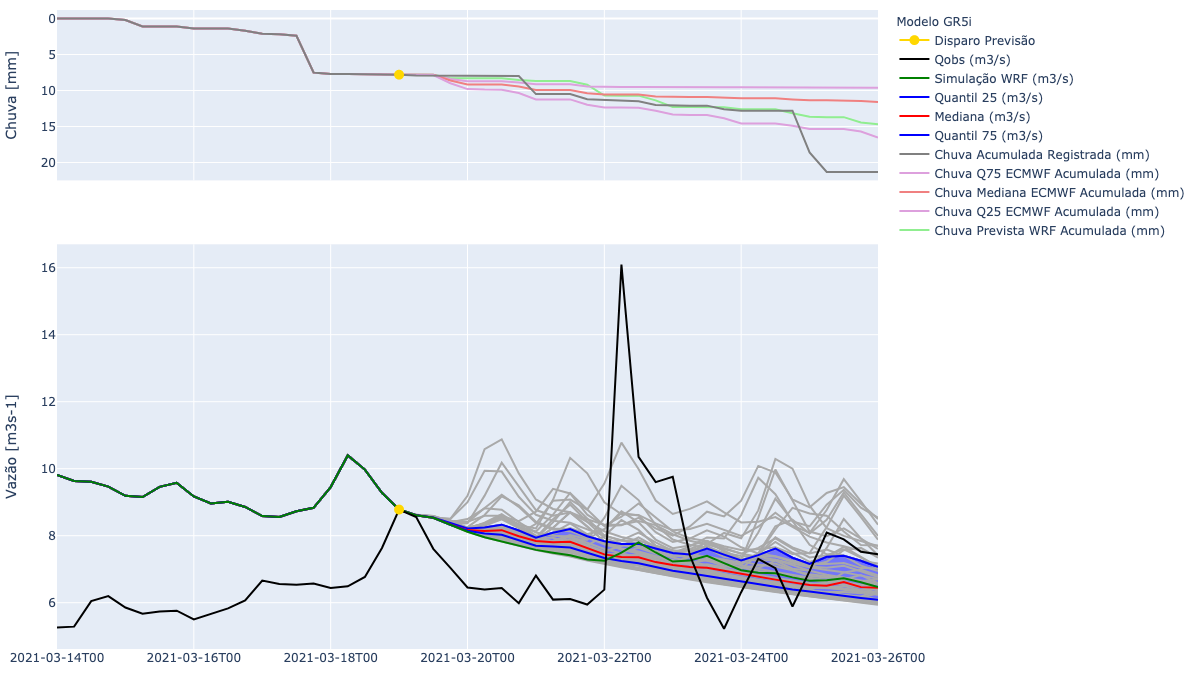 0
5
10
15
20
Chuva [mm]
Modelo GR5i
Disparo Previsão
Qobs (m3/s)
Simulação WRF (m3/s)
Quantil 25 (m3/s)
Mediana (m3/s)
Quantil 75 (m3/s)
Chuva Acumulada Registrada (mm)
Chuva Q75 ECMWF Acumulada (mm)
Chuva Mediana ECMWF Acumulada (mm)
Chuva Q25 ECMWF Acumulada (mm)
Chuva Prevista WRF Acumulada (mm)
16
14
12
10
8
6
Vazão [m3s-1]
2021-03-14T00
2021-03-16T00
2021-03-18T00
2021-03-20T00
2021-03-22T00
2021-03-24T00
2021-03-26T00